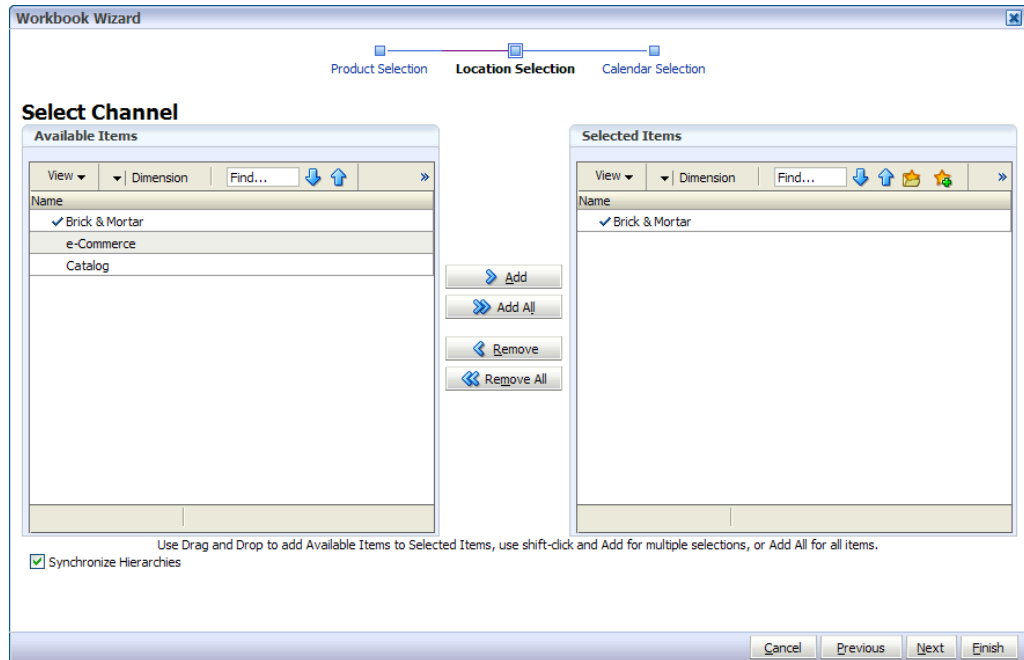 Workbook Wizard
Product Selection Location Selection Calendar Selection
Select Channel
Available Items
View Dimension Find... »
Name
Brick & Mortar
e-Commerce
Catalog
Add
Add All
Remove
Remove All
Selected Items
View Dimension Find... »
Name
Brick & Mortar
Use Drag and Drop to add Available Items to Selected Items, use shift-click and Add for multiple selections, or Add All for all items.
Synchronize Hierarchies
Cancel Previous Next Finish